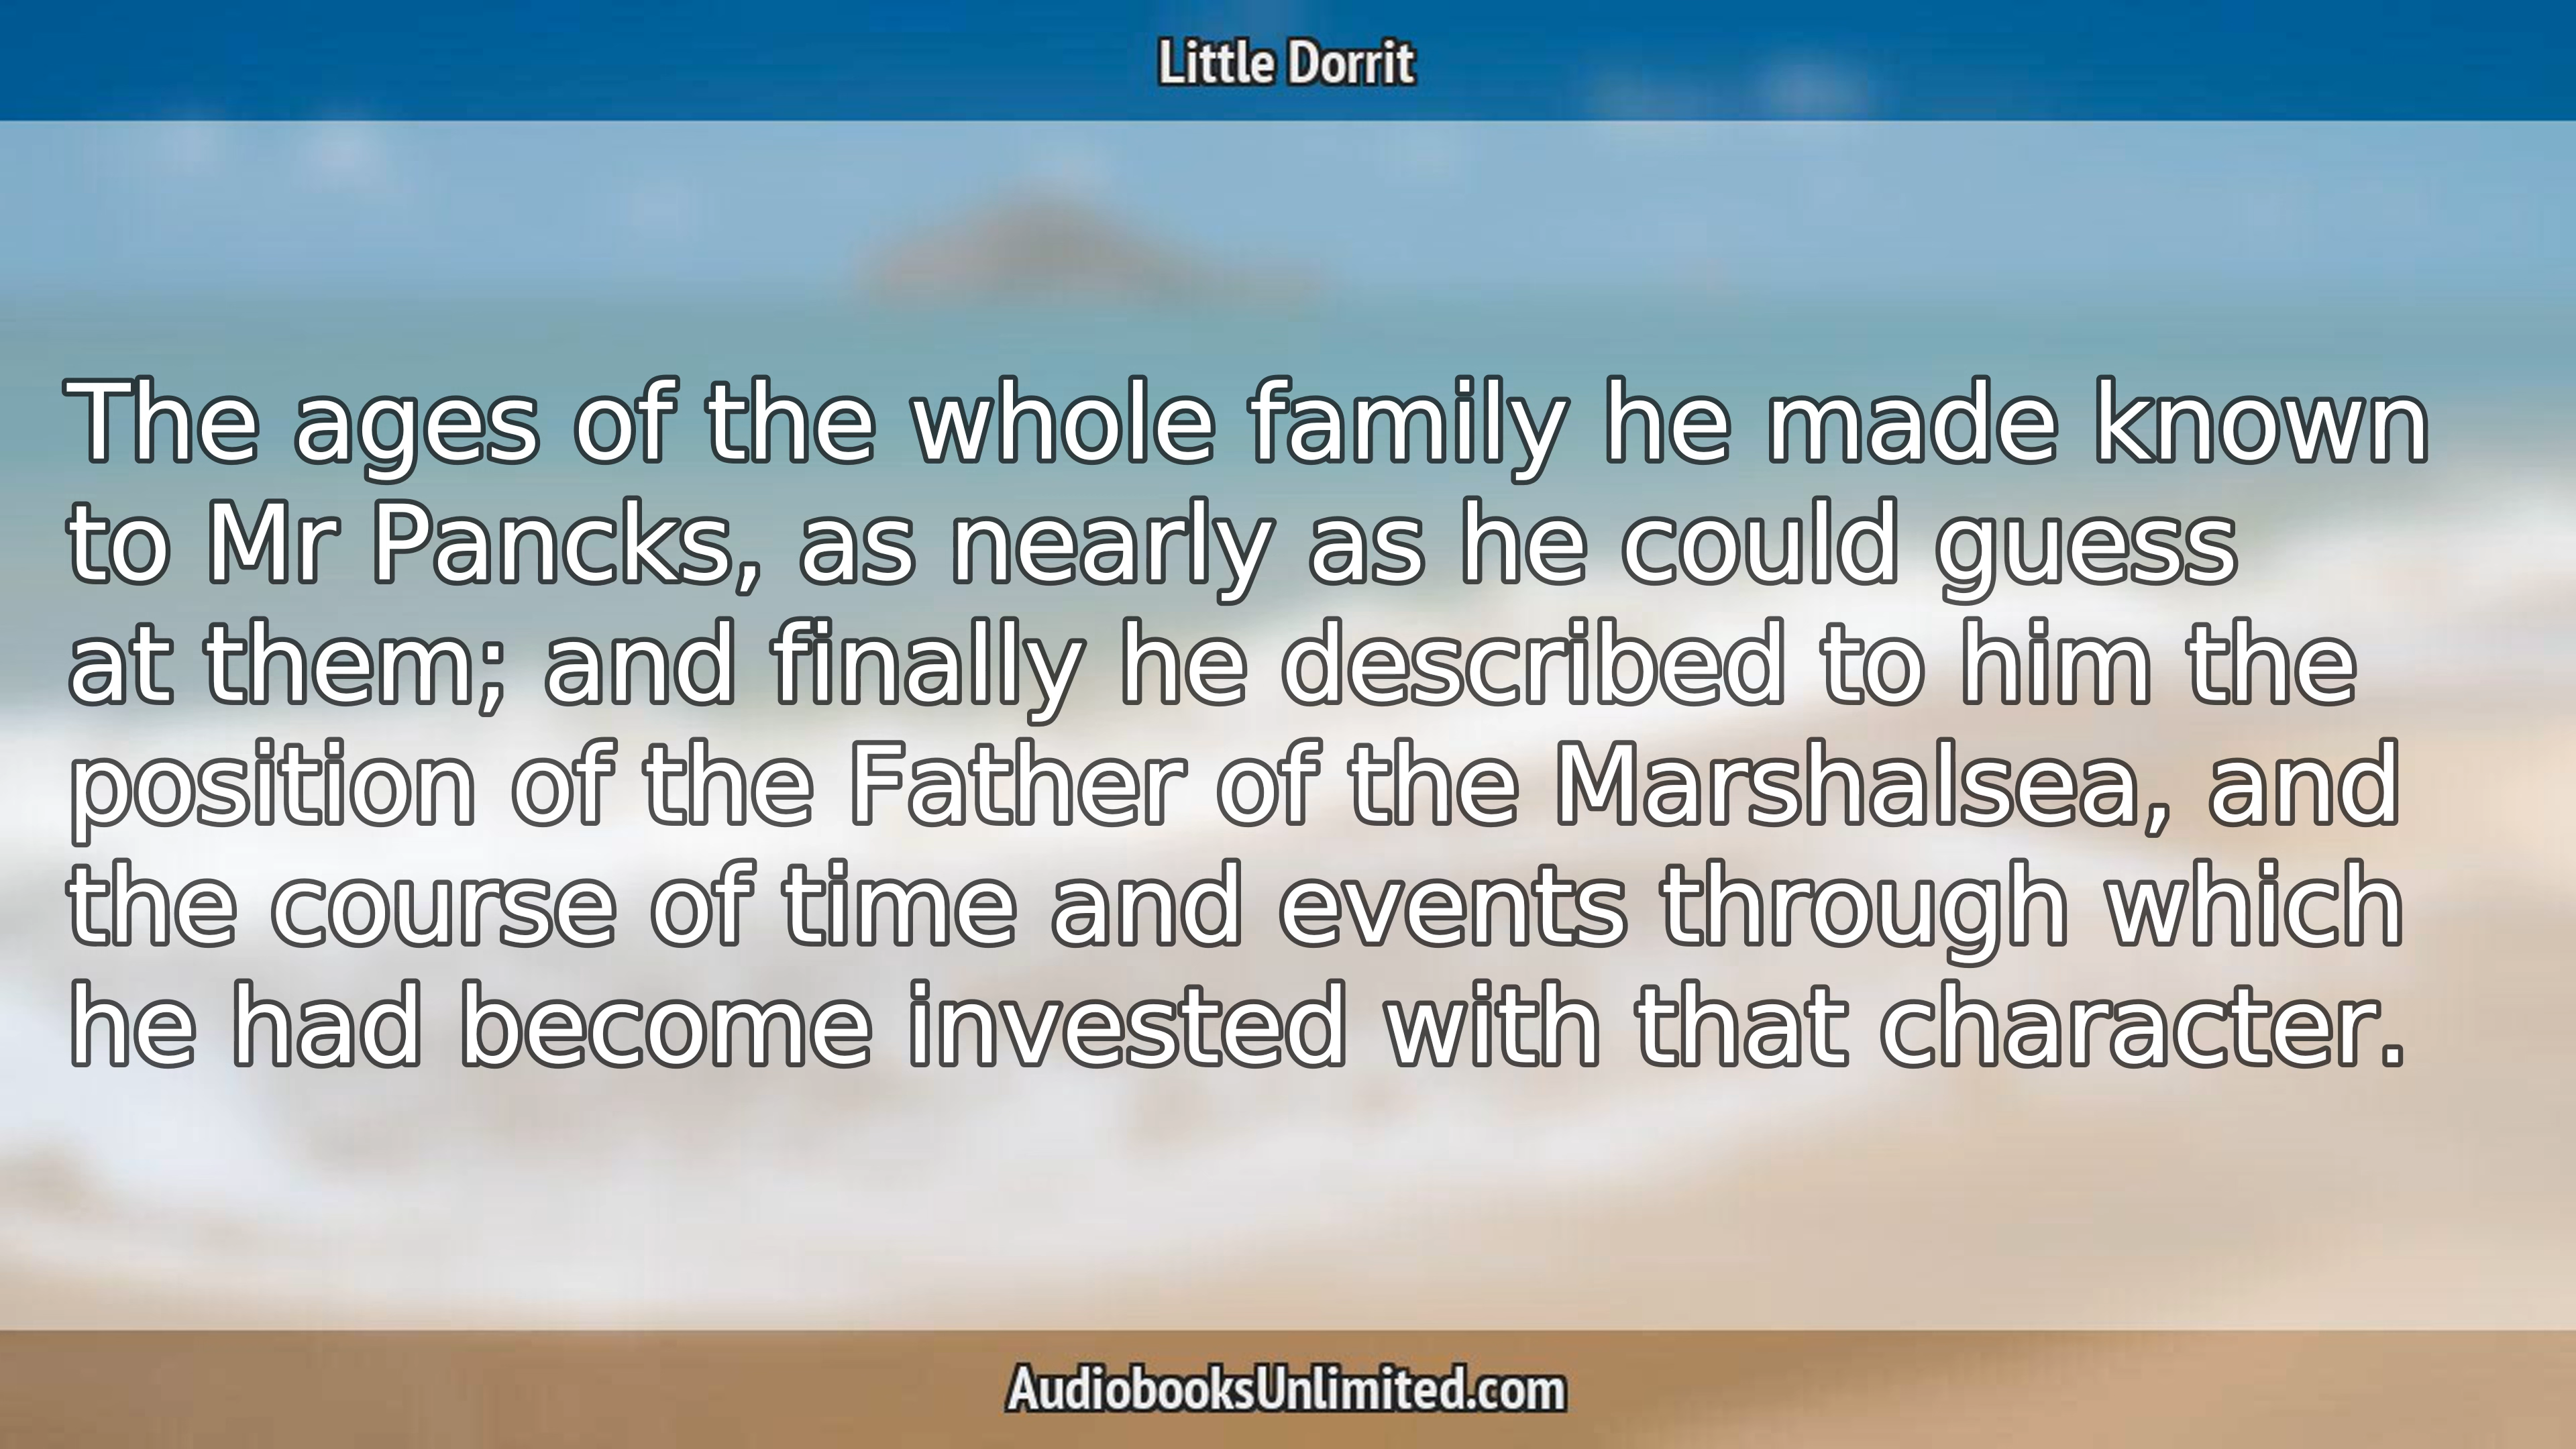 Little Dorrit
The ages of the whole family he made known
to Mr Pancks, as nearly as he could guess
at them; and finally he described to him the
position of the Father of the Marshalsea, and
the course of time and events through which
he had become invested with that character.
AudiobooksUnlimited.com